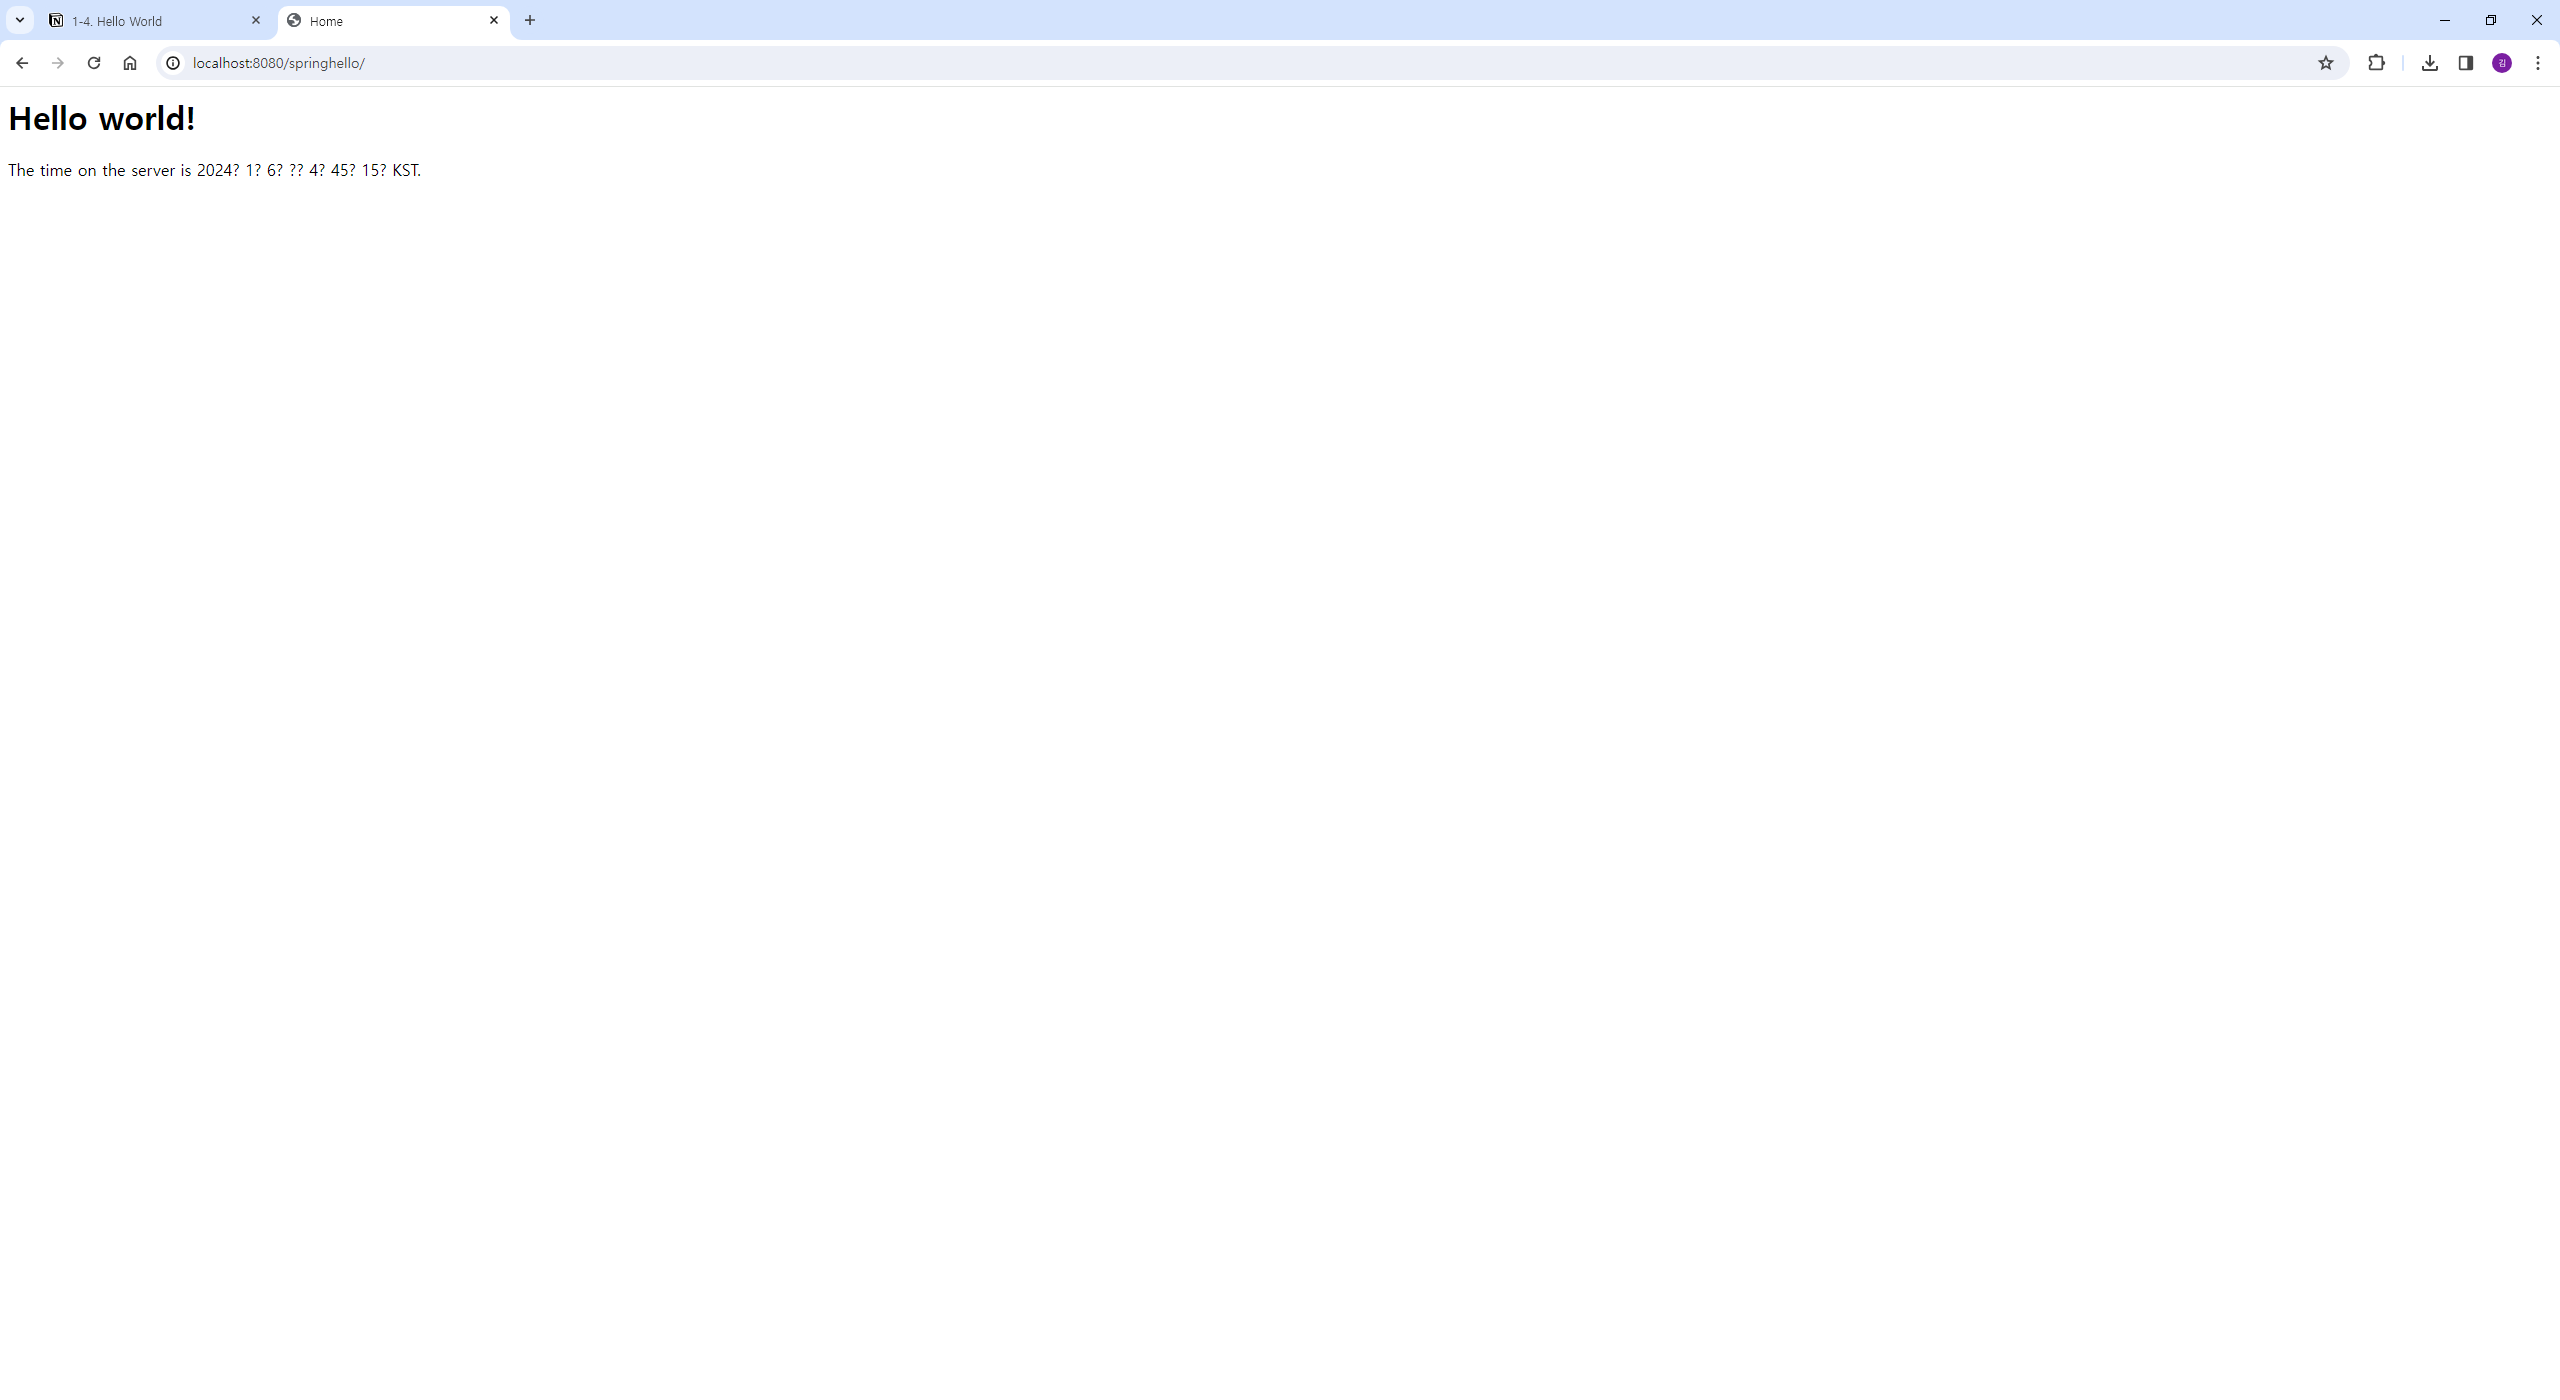 1-4. Hello World
Home
localhost:8080/springhello/
김
Hello world!
The time on the server is 2024? 1? 6? ?? 4? 45? 15? KST.